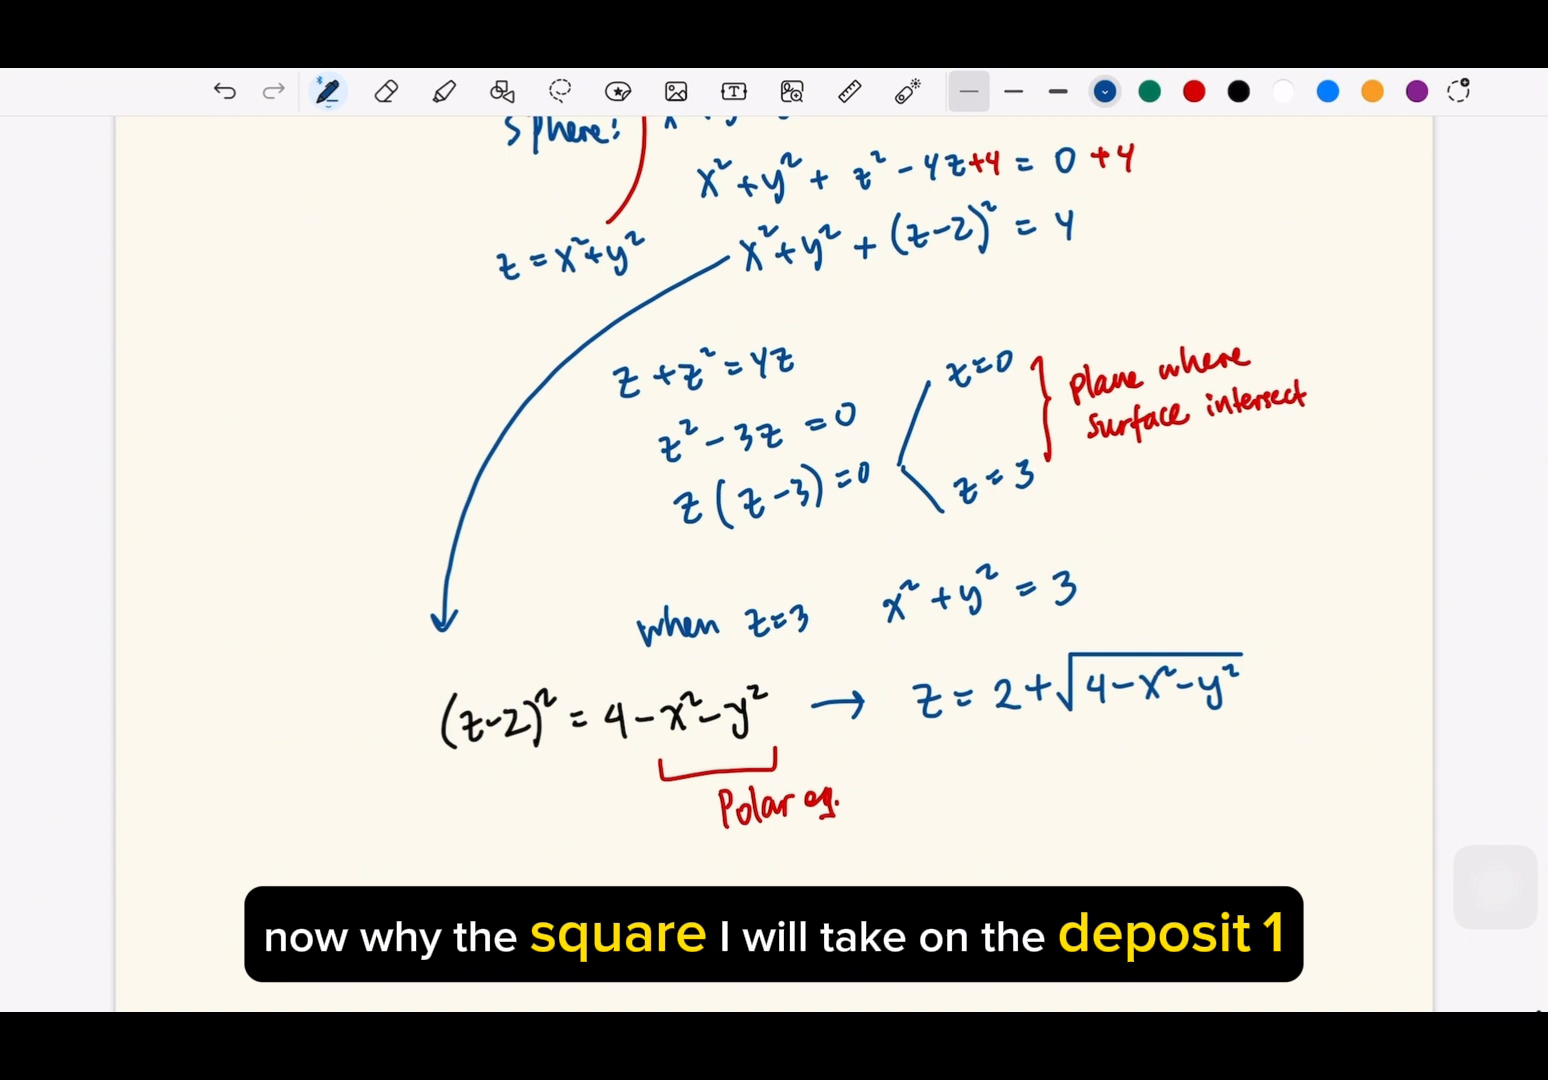 Sphere:
x² + y² + z² - 4z + 4 = 0 + 4
z = x² + y²
x² + y² + (z-2)² = 4
z + z² = 4z
z² - 3z = 0
z(z-3) = 0
z = 0
z = 3
plane where
surface intersect
when z=3 x² + y² = 3
(z-2)² = 4 - x² - y² → z = 2 + √4 - x² - y²
Polar eq.
now why the square I will take on the deposit 1